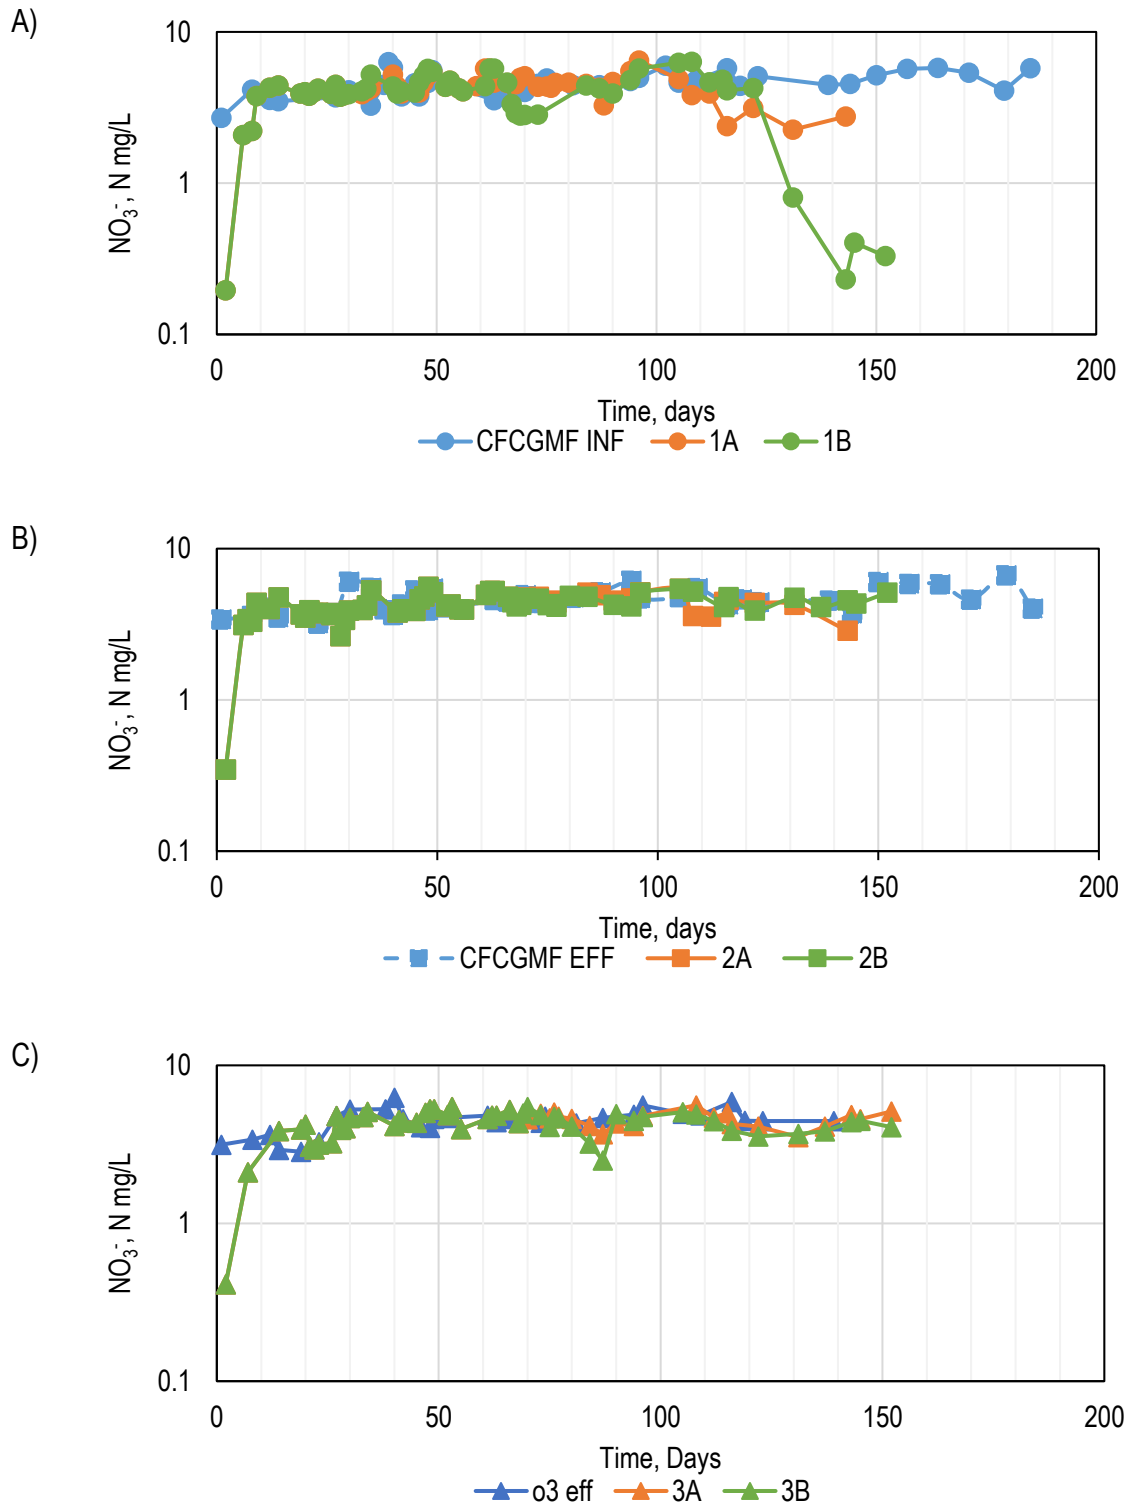 A)
10
1
0.1
NO3-, N mg/L
0 50 100 150 200
Time, days
CFCGMF INF 1A 1B
B)
10
1
0.1
NO3-, N mg/L
0 50 100 150 200
Time, days
CFCGMF EFF 2A 2B
C)
10
1
0.1
NO3-, N mg/L
0 50 100 150 200
Time, Days
o3 eff 3A 3B